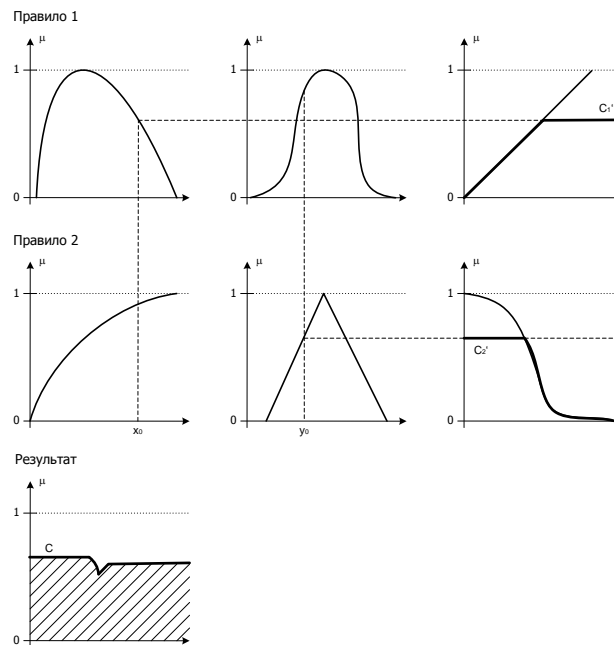 Правило 1
μ μ μ
1 1 1
C₁'
0 0 0
Правило 2
μ μ μ
1 1 1
C₂'
0 0 0
x₀ y₀
Результат
μ
1
C
0